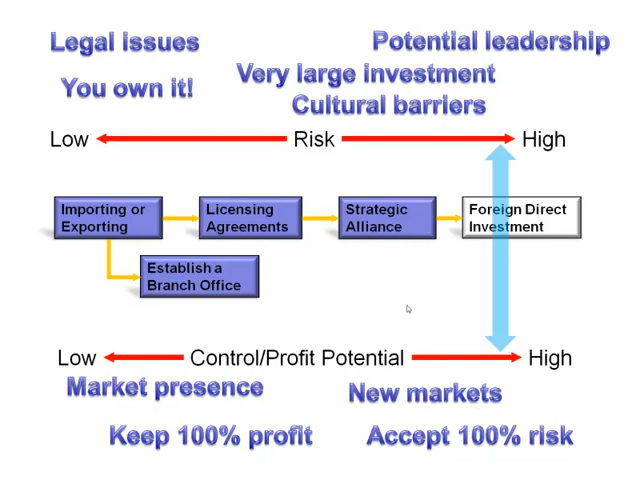 Legal issues
Potential leadership
You own it!
Very large investment
Cultural barriers
Low
Risk
High
Importing or
Exporting
Licensing
Agreements
Strategic
Alliance
Foreign Direct
Investment
Establish a
Branch Office
Low
Control/Profit Potential
High
Market presence
New markets
Keep 100% profit
Accept 100% risk